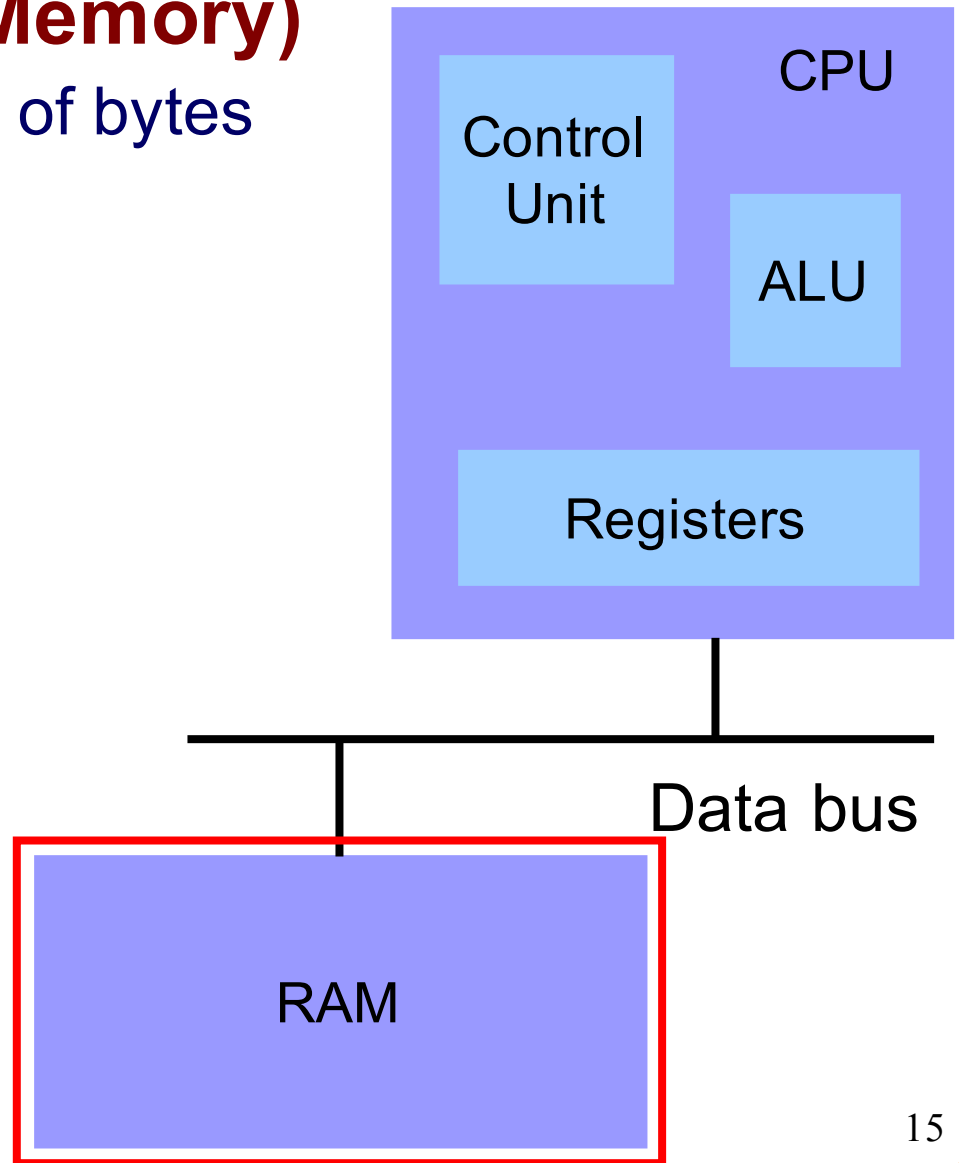 Memory)
of bytes
CPU
Control
Unit
ALU
Registers
Data bus
RAM
15